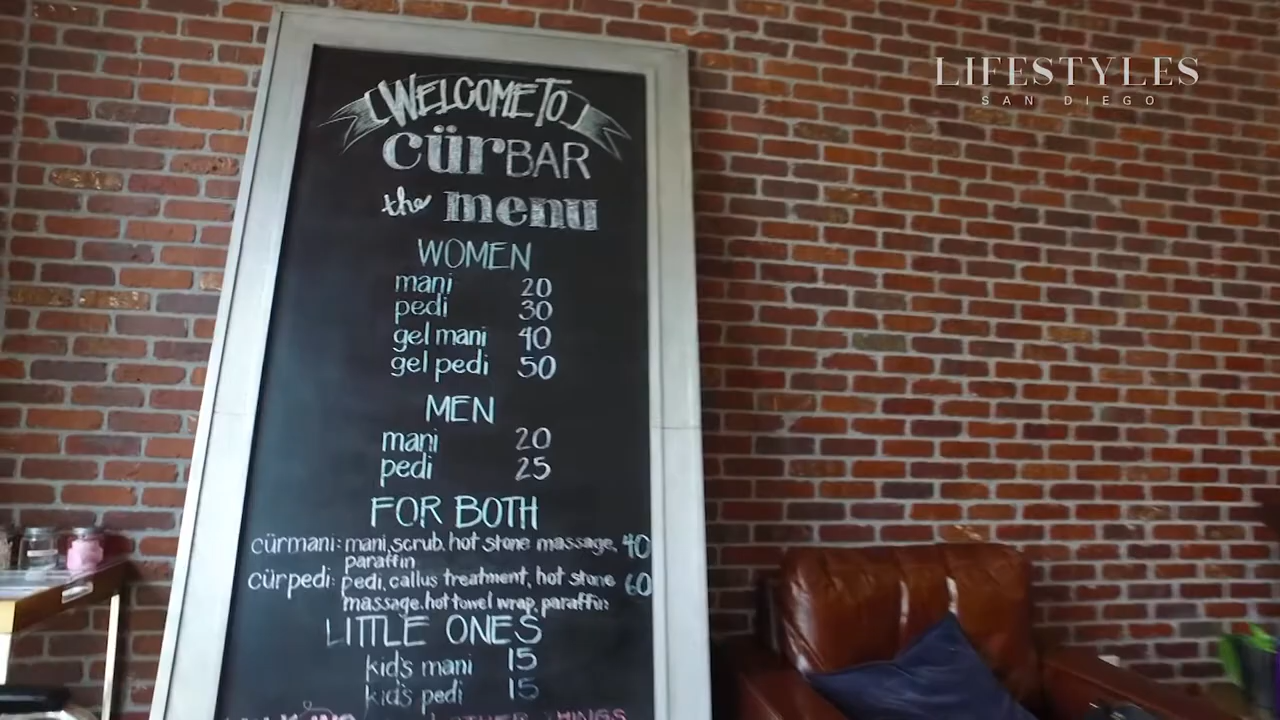 LIFESTYLES
SAN DIEGO
WELCOME TO
cürBAR
the menu
WOMEN
mani 20
pedi 30
gel mani 40
gel pedi 50
MEN
mani 20
pedi 25
FOR BOTH
cürmani: mani, scrub, hot stone massage, 40
paraffin
cürpedi: pedi, callus treatment, hot stone 60
massage, hot towel wrap, paraffin
LITTLE ONES
kid's mani 15
kid's pedi 15
OTHER THINGS